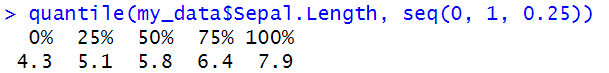 > quantile(my_data$Sepal.Length, seq(0, 1, 0.25))
0% 25% 50% 75% 100%
4.3 5.1 5.8 6.4 7.9